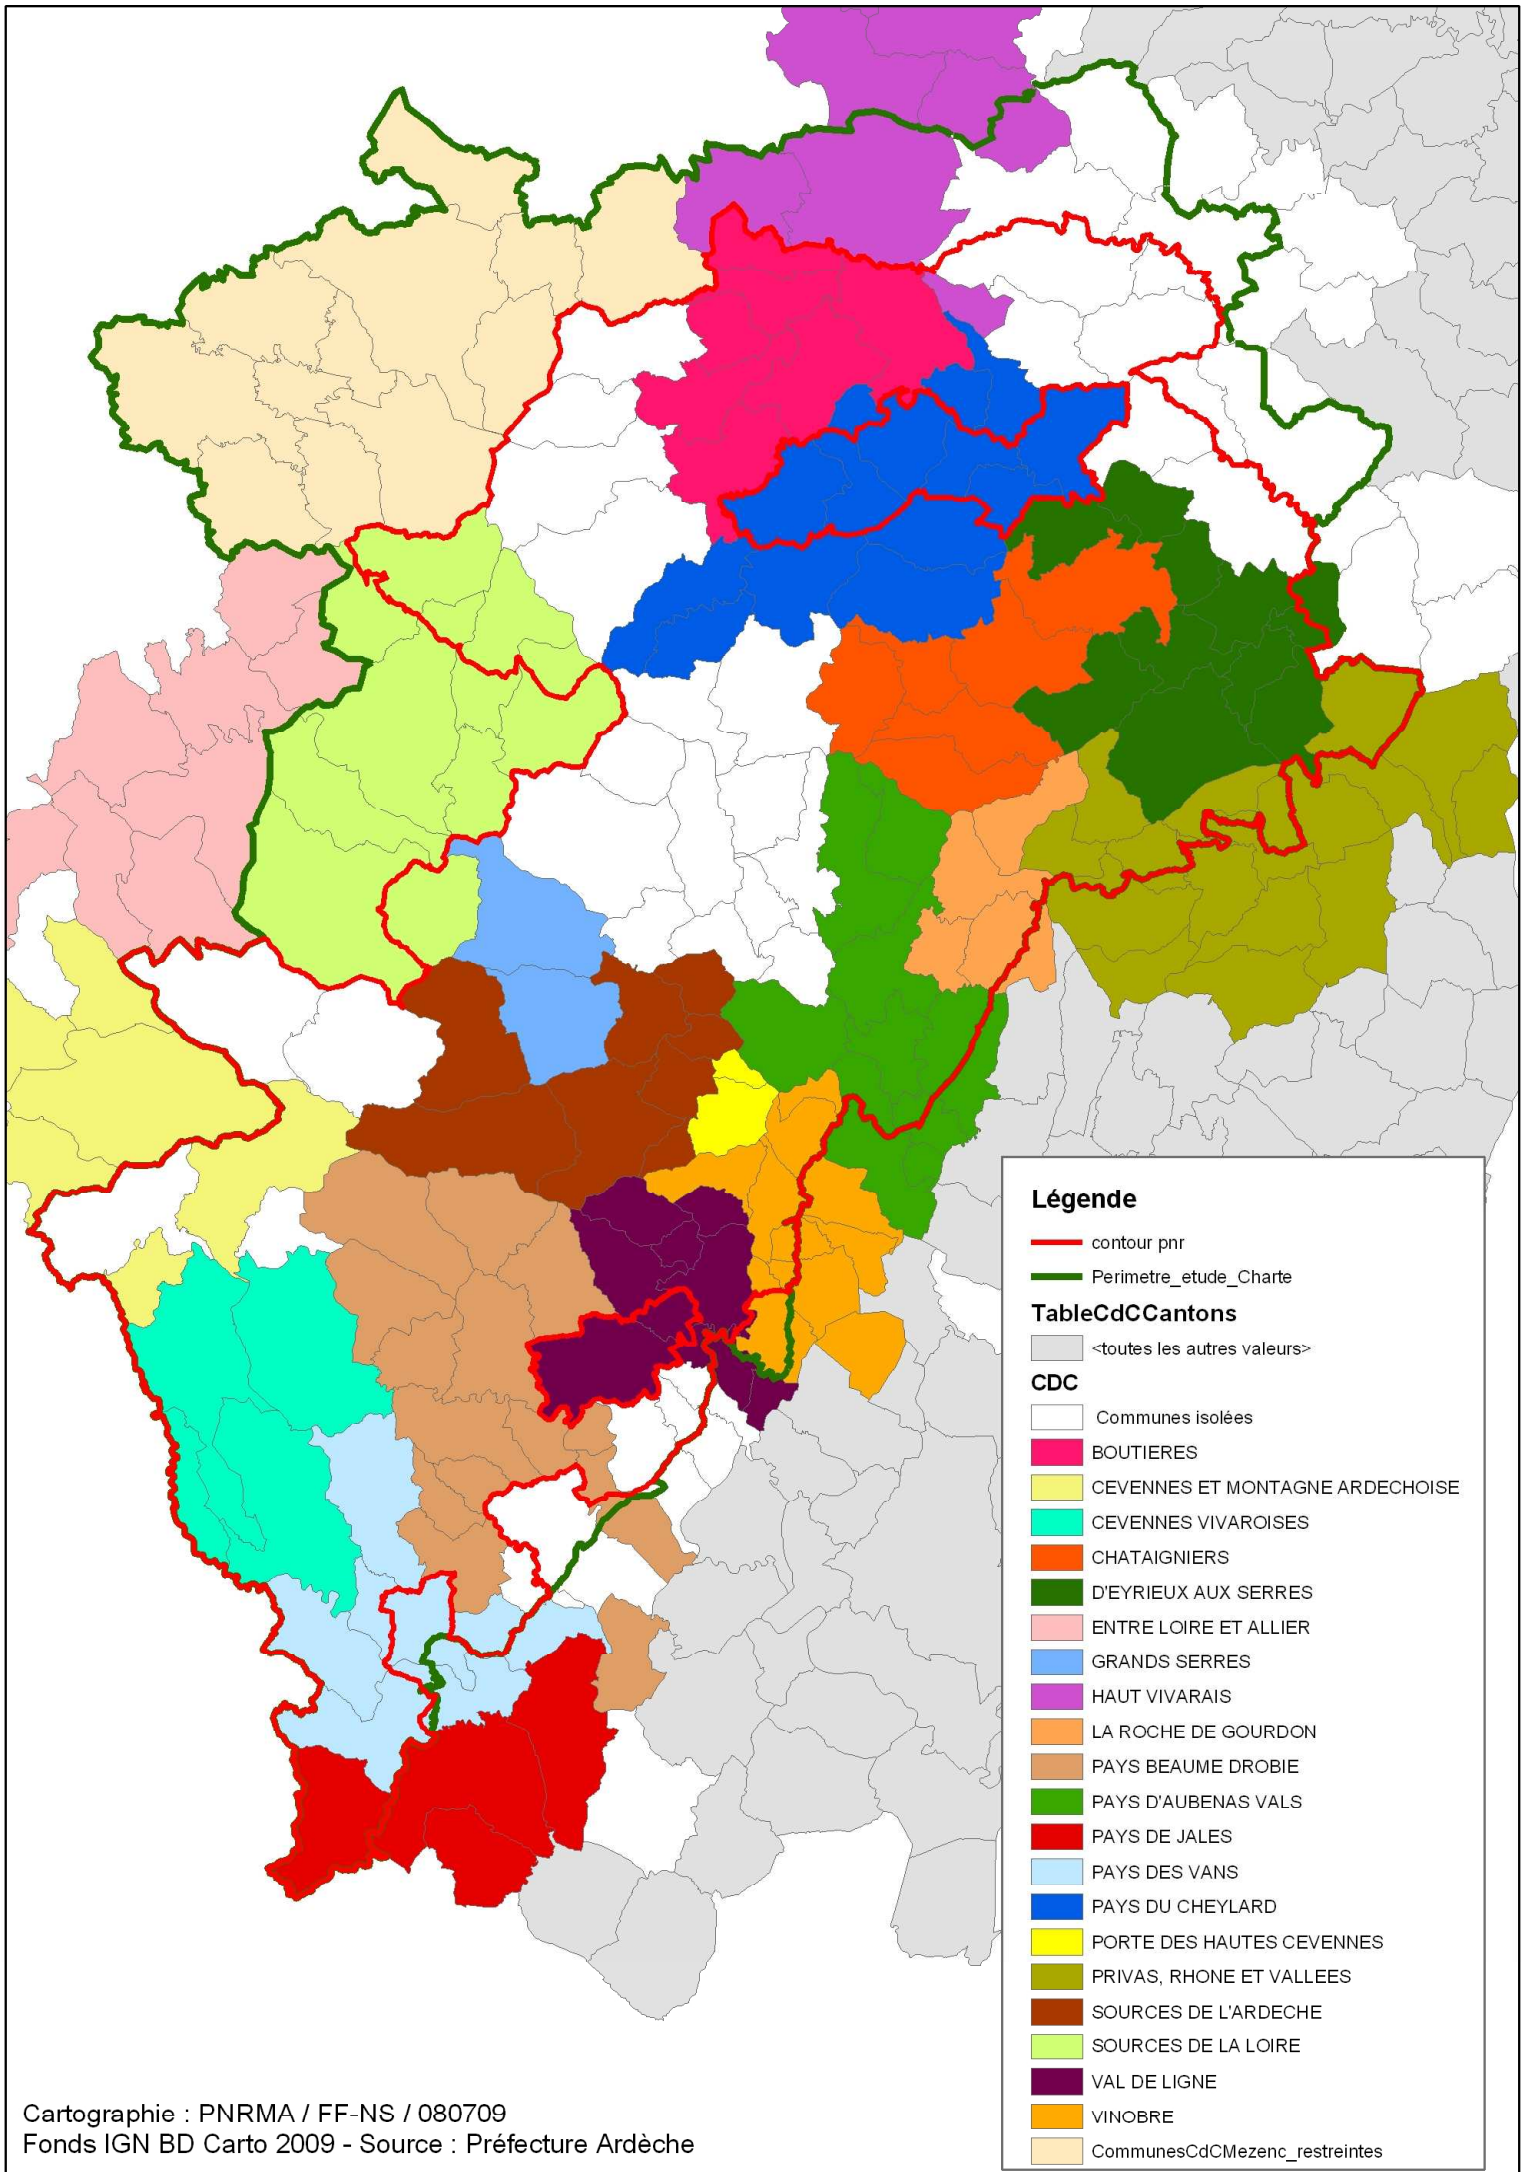 Légende
contour pnr
Perimetre_etude_Charte
TableCdCCantons
<toutes les autres valeurs>
CDC
Communes isolées
BOUTIERES
CEVENNES ET MONTAGNE ARDECHOISE
CEVENNES VIVAROISES
CHATAIGNIERS
D'EYRIEUX AUX SERRES
ENTRE LOIRE ET ALLIER
GRANDS SERRES
HAUT VIVARAIS
LA ROCHE DE GOURDON
PAYS BEAUME DROBIE
PAYS D'AUBENAS VALS
PAYS DE JALES
PAYS DES VANS
PAYS DU CHEYLARD
PORTE DES HAUTES CEVENNES
PRIVAS, RHONE ET VALLEES
SOURCES DE L'ARDECHE
SOURCES DE LA LOIRE
VAL DE LIGNE
VINOBRE
CommunesCdCMezenc_restreintes
Cartographie : PNRMA / FF-NS / 080709
Fonds IGN BD Carto 2009 - Source : Préfecture Ardèche